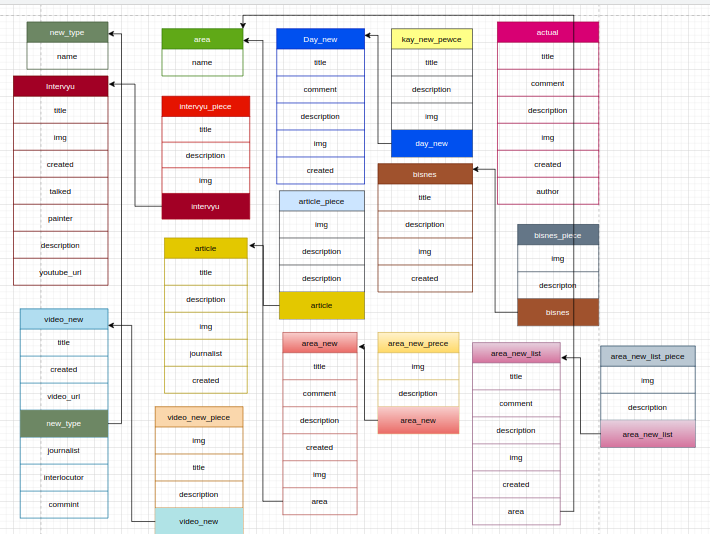 new_type
name
Intervyu
title
img
created
talked
painter
description
youtube_url
video_new
title
created
video_url
new_type
journalist
interlocutor
commint
area
name
intervyu_piece
title
description
img
intervyu
article
title
description
img
journalist
created
video_new_piece
img
title
description
video_new
Day_new
title
comment
description
img
created
article_piece
img
description
description
article
area_new
title
comment
description
created
img
area
kay_new_pewce
title
description
img
day_new
bisnes
title
description
img
created
area_new_prece
img
description
area_new
actual
title
comment
description
img
created
author
bisnes_piece
img
descripton
bisnes
area_new_list
title
comment
description
img
created
area
area_new_list_piece
img
description
area_new_list